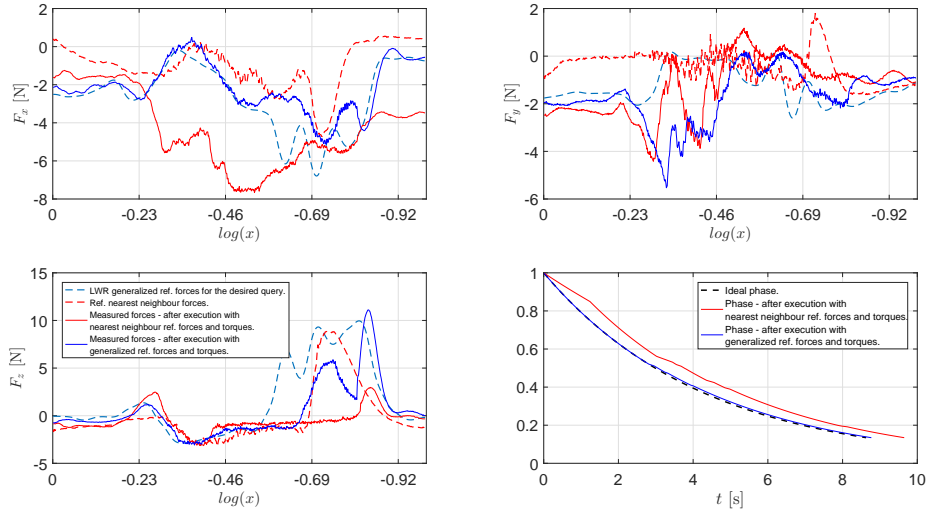 2
0
-2
-4
-6
-8
F_x [N]
0 -0.23 -0.46 -0.69 -0.92
log(x)
2
0
-2
-4
-6
F_y [N]
0 -0.23 -0.46 -0.69 -0.92
log(x)
15
10
5
0
-5
F_z [N]
LWR generalized ref. forces for the desired query.
Ref. nearest neighbour forces.
Measured forces - after execution with
nearest neighbour ref. forces and torques.
Measured forces - after execution with
generalized ref. forces and torques.
0 -0.23 -0.46 -0.69 -0.92
log(x)
1
0.8
0.6
0.4
0.2
0
Ideal phase.
Phase - after execution with
nearest neighbour ref. forces and torques.
Phase - after execution with
generalized ref. forces and torques.
0 2 4 6 8 10
t [s]